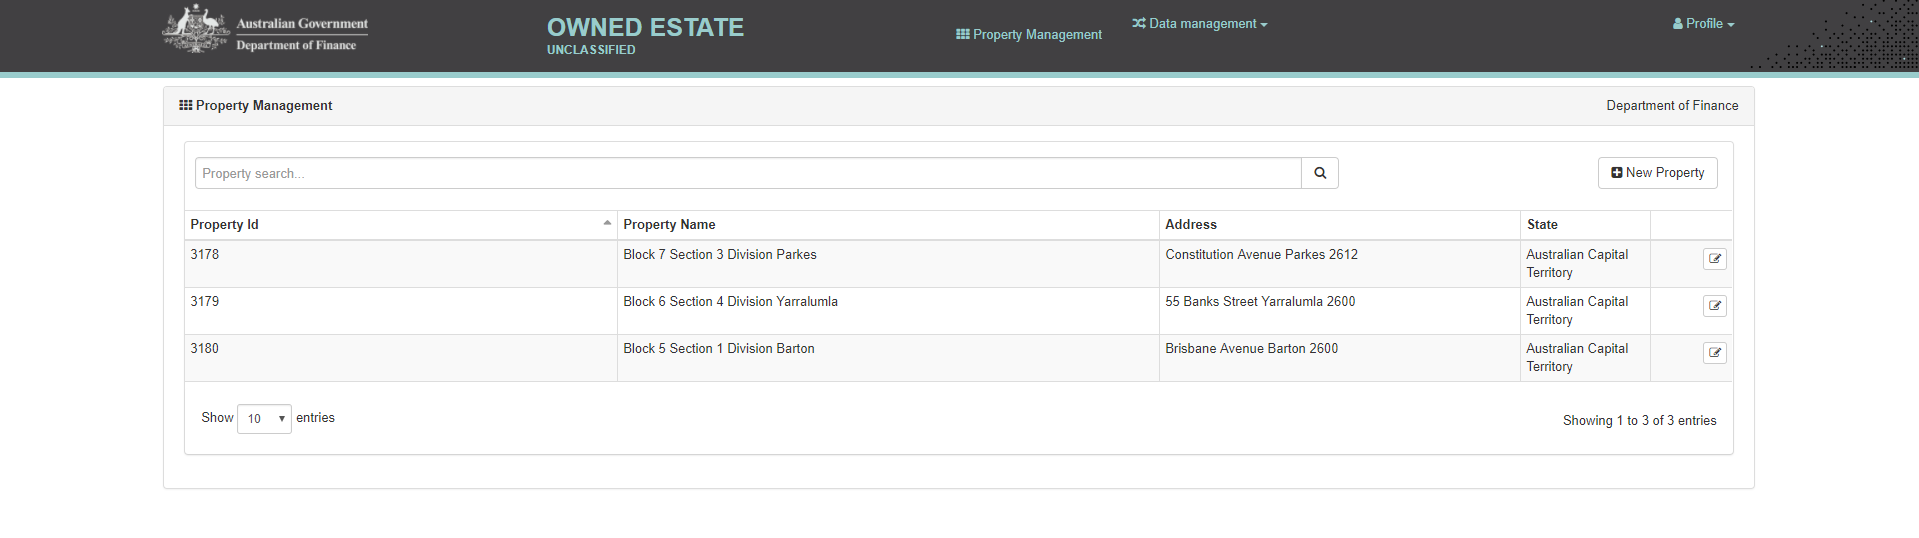 Australian Government
Department of Finance
OWNED ESTATE
UNCLASSIFIED
Property Management
Data management
Profile
Property Management
Department of Finance
Property search...
New Property
Property Id Property Name Address State
3178 Block 7 Section 3 Division Parkes Constitution Avenue Parkes 2612 Australian Capital
Territory
3179 Block 6 Section 4 Division Yarralumla 55 Banks Street Yarralumla 2600 Australian Capital
Territory
3180 Block 5 Section 1 Division Barton Brisbane Avenue Barton 2600 Australian Capital
Territory
Show 10 entries
Showing 1 to 3 of 3 entries